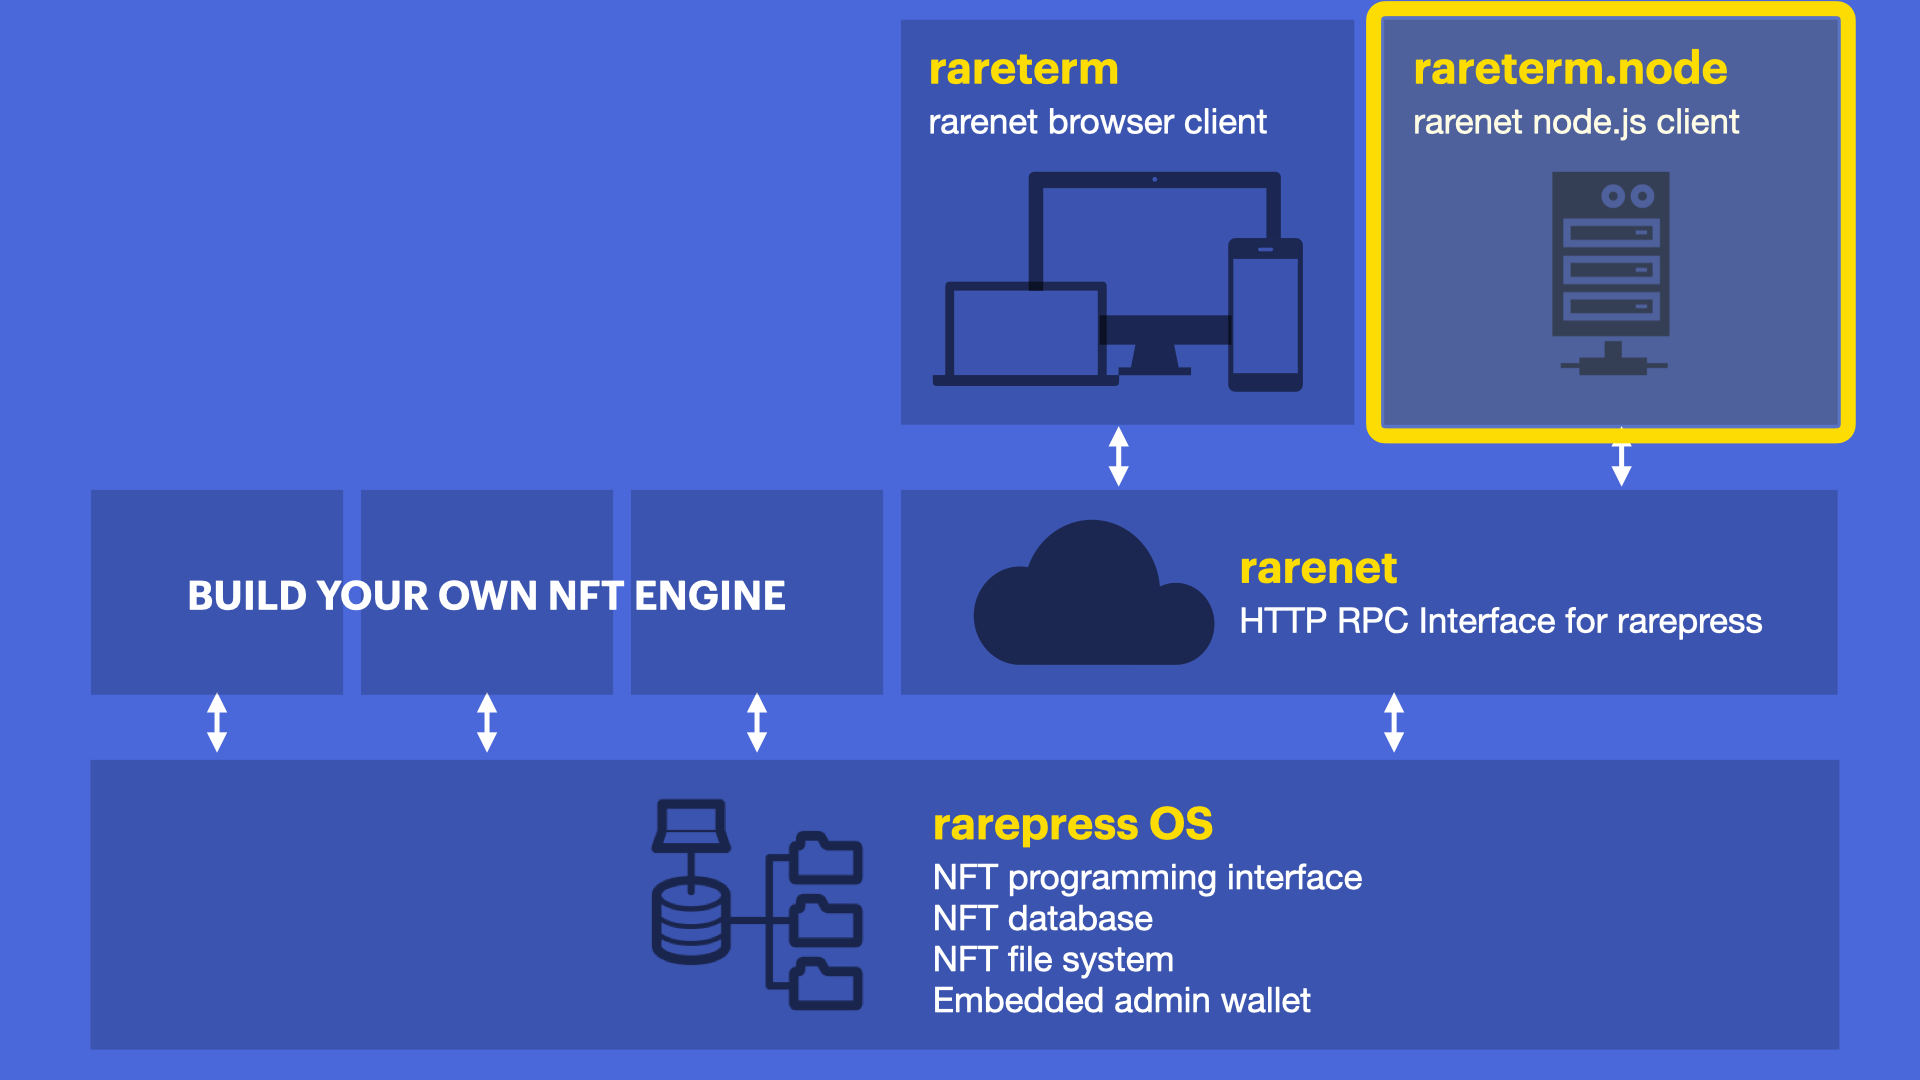 rareterm
rarenet browser client
rareterm.node
rarenet node.js client
BUILD YOUR OWN NFT ENGINE
rarenet
HTTP RPC Interface for rarepress
rarepress OS
NFT programming interface
NFT database
NFT file system
Embedded admin wallet